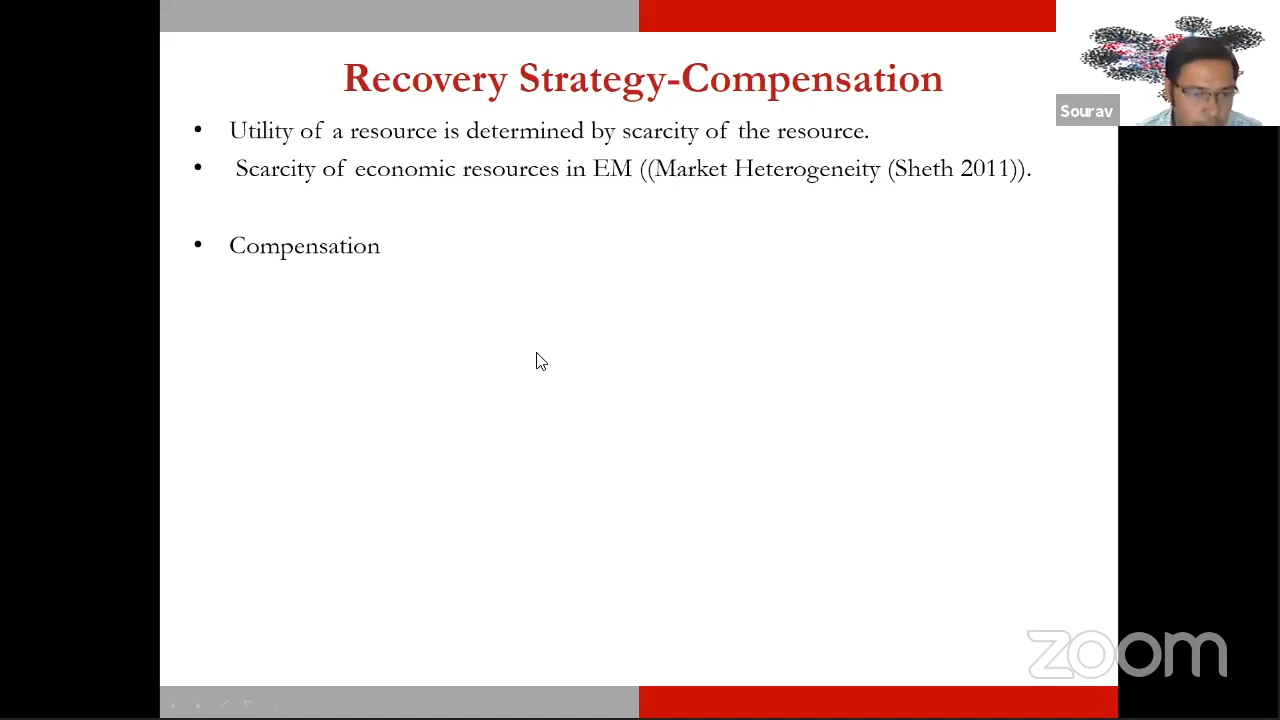 Recovery Strategy-Compensation
• Utility of a resource is determined by scarcity of the resource.
• Scarcity of economic resources in EM ((Market Heterogeneity (Sheth 2011)).
• Compensation
Sourav
zoom